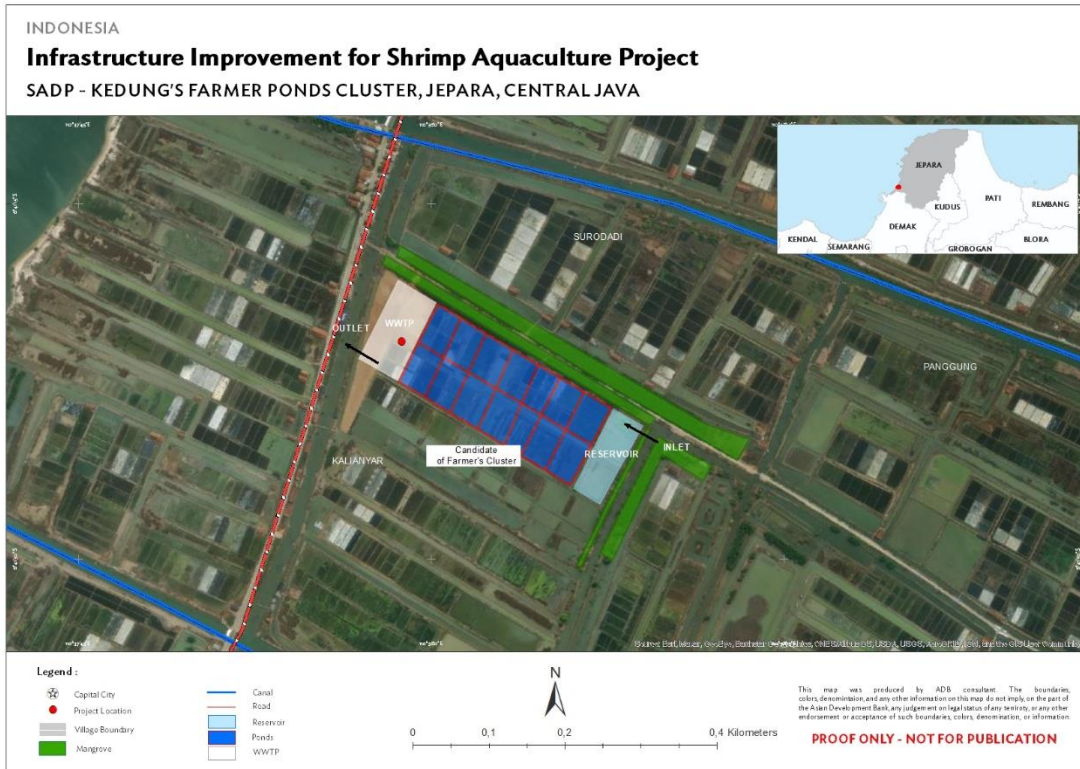 INDONESIA
Infrastructure Improvement for Shrimp Aquaculture Project
SADP - KEDUNG'S FARMER PONDS CLUSTER, JEPARA, CENTRAL JAVA
JEPARA
KUDUS
PATI
REMBANG
DEMAK
KENDAL
SEMARANG
GROBOGAN
BLORA
SURODADI
PANGGUNG
OUTLET
WWTP
INLET
RESERVOIR
Candidate
of Farmer's Cluster
KALIANYAR
Legend :
Capital City
Project Location
Village Boundary
Mangrove
Canal
Road
Reservoir
Ponds
WWTP
N
0 0,1 0,2 0,4 Kilometers
This map was produced by ADB consultant. The boundaries,
colors, denomination, and any other information on this map do not imply, on the part of
the Asian Development Bank, any judgement on legal status of any territory, or any other
endorsement or acceptance of such boundaries, colors, denomination, or information
PROOF ONLY - NOT FOR PUBLICATION